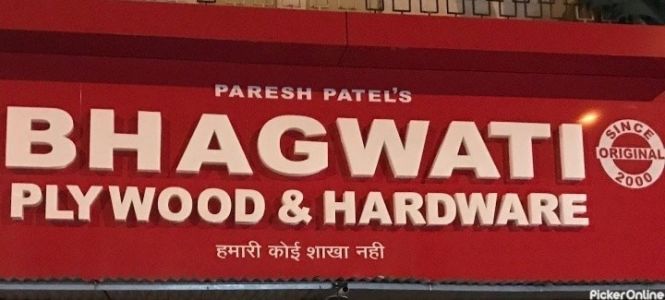 PARESH PATEL'S
BHAGWATI
SINCE
ORIGINAL
2000
PLYWOOD & HARDWARE
हमारी कोई शाखा नही
PickerOnline